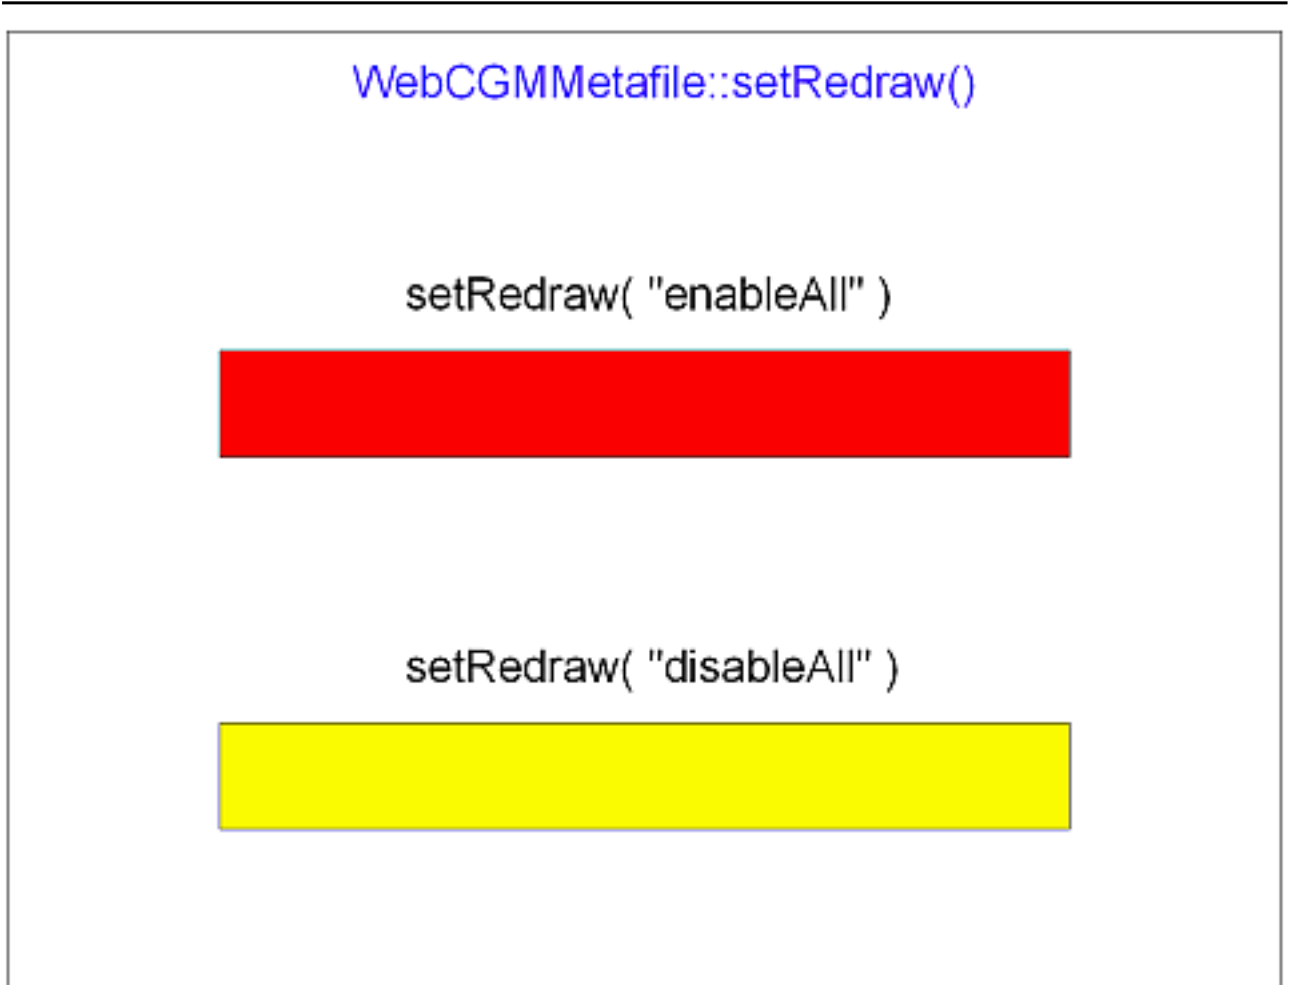 WebCGMMetafile::setRedraw()
setRedraw( "enableAll" )
setRedraw( "disableAll" )